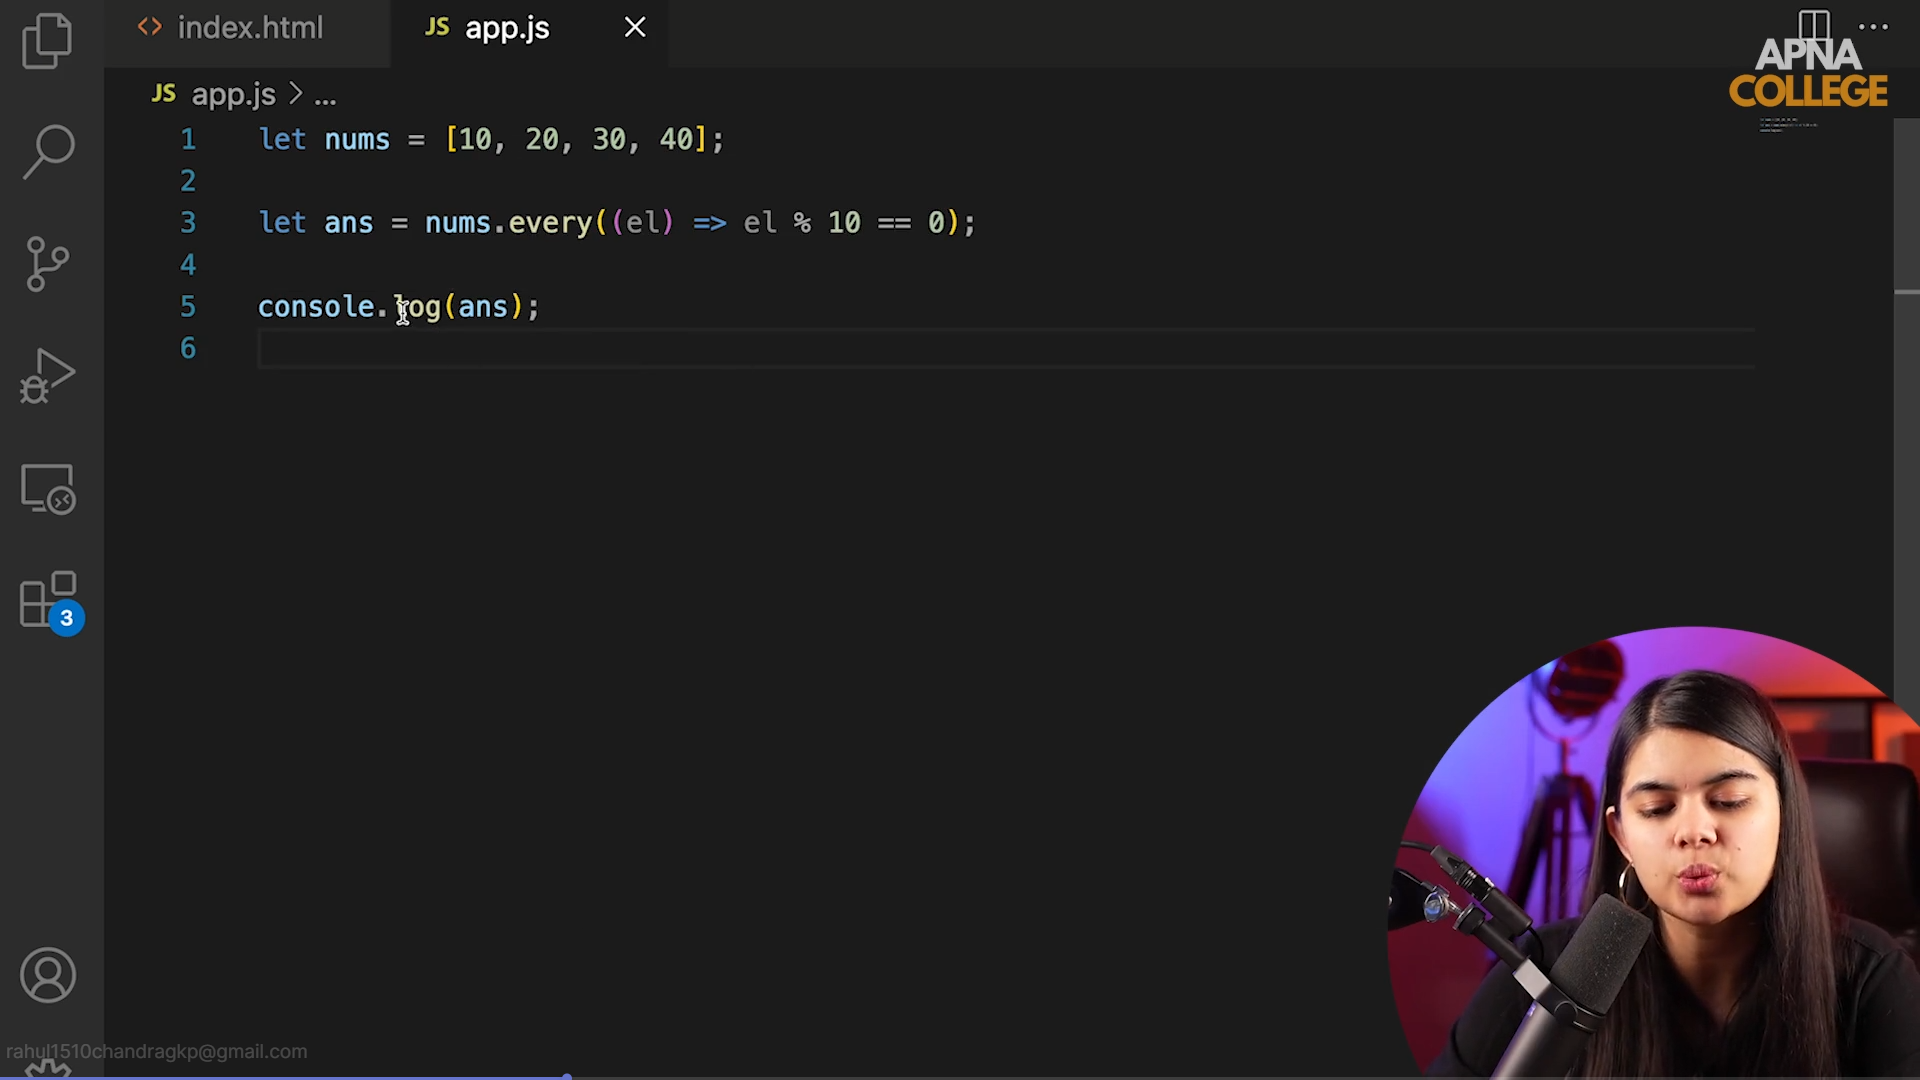 index.html
JS app.js
APNA
COLLEGE
JS app.js > ...
1 let nums = [10, 20, 30, 40];
2
3 let ans = nums.every((el) => el % 10 == 0);
4
5 console.log(ans);
6
3
rahul1510chandragkp@gmail.com